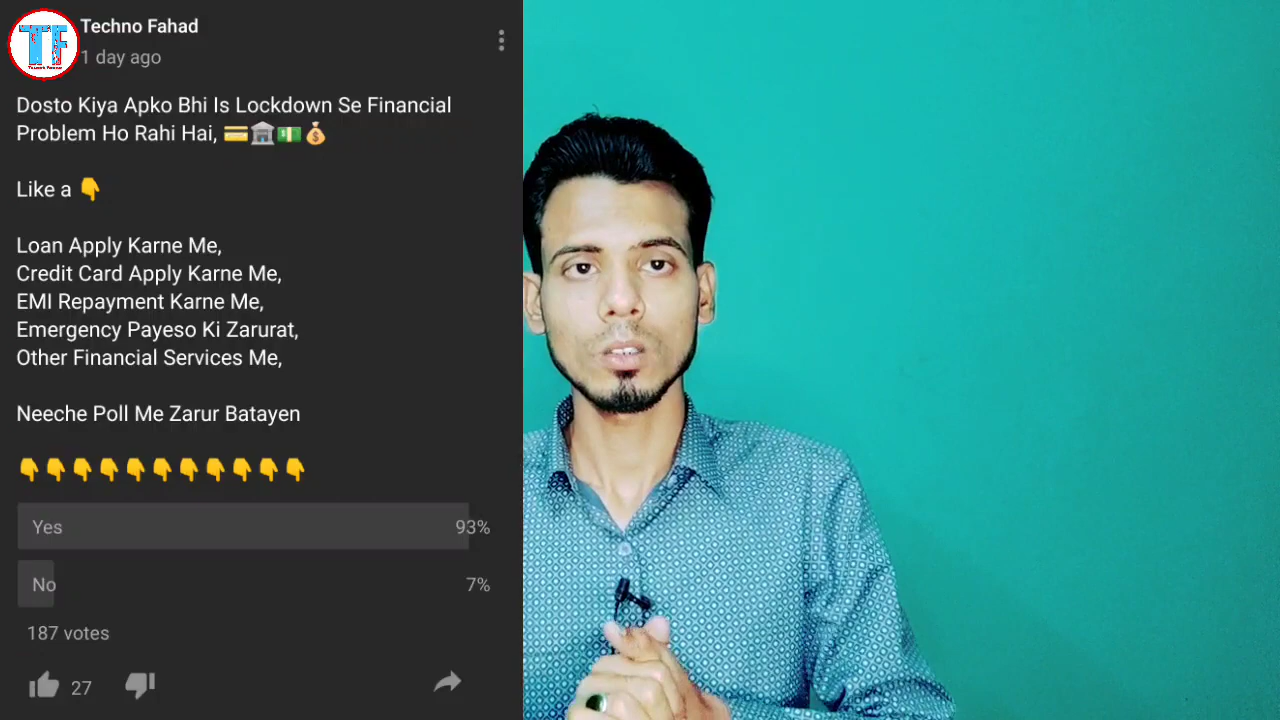 TF
Techno Fahad
1 day ago
Dosto Kiya Apko Bhi Is Lockdown Se Financial
Problem Ho Rahi Hai, 💳🏛️💵💰
Like a 👇
Loan Apply Karne Me,
Credit Card Apply Karne Me,
EMI Repayment Karne Me,
Emergency Payeso Ki Zarurat,
Other Financial Services Me,
Neeche Poll Me Zarur Batayen
👇👇👇👇👇👇👇👇👇👇👇
Yes 93%
No 7%
187 votes
27